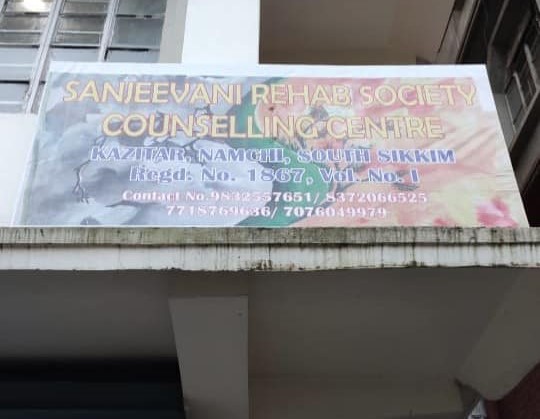 SANJEEVANI REHAB SOCIETY
COUNSELLING CENTRE
KAZITAR, NAMCHI, SOUTH SIKKIM
Regd: No. 1867, Vol. No. I
Contact No.9832557651/ 8372066525
7718769636/ 7076049979